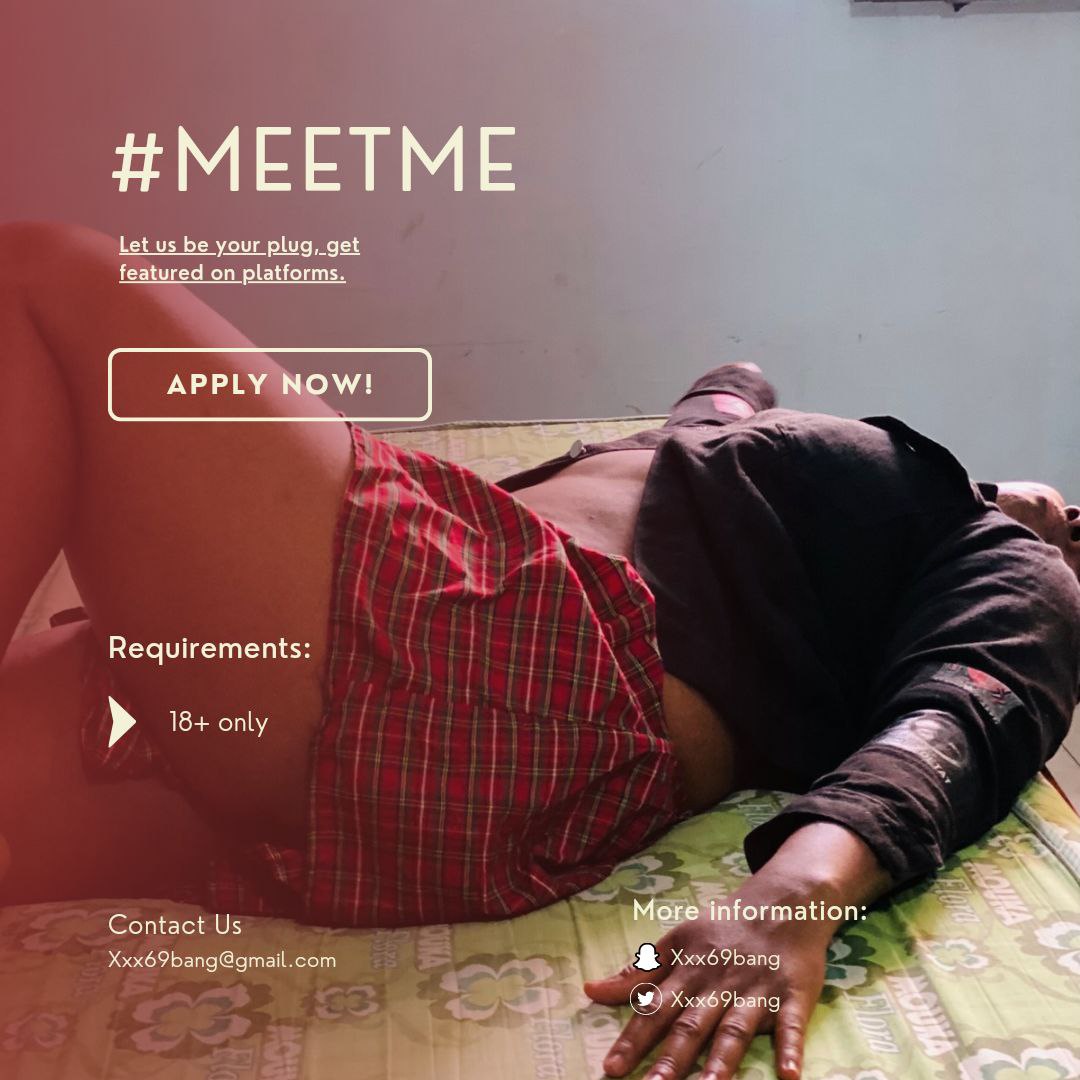 #MEETME
Let us be your plug, get
featured on platforms.
APPLY NOW!
Requirements:
18+ only
Contact Us
Xxx69bang@gmail.com
More information:
Xxx69bang
Xxx69bang